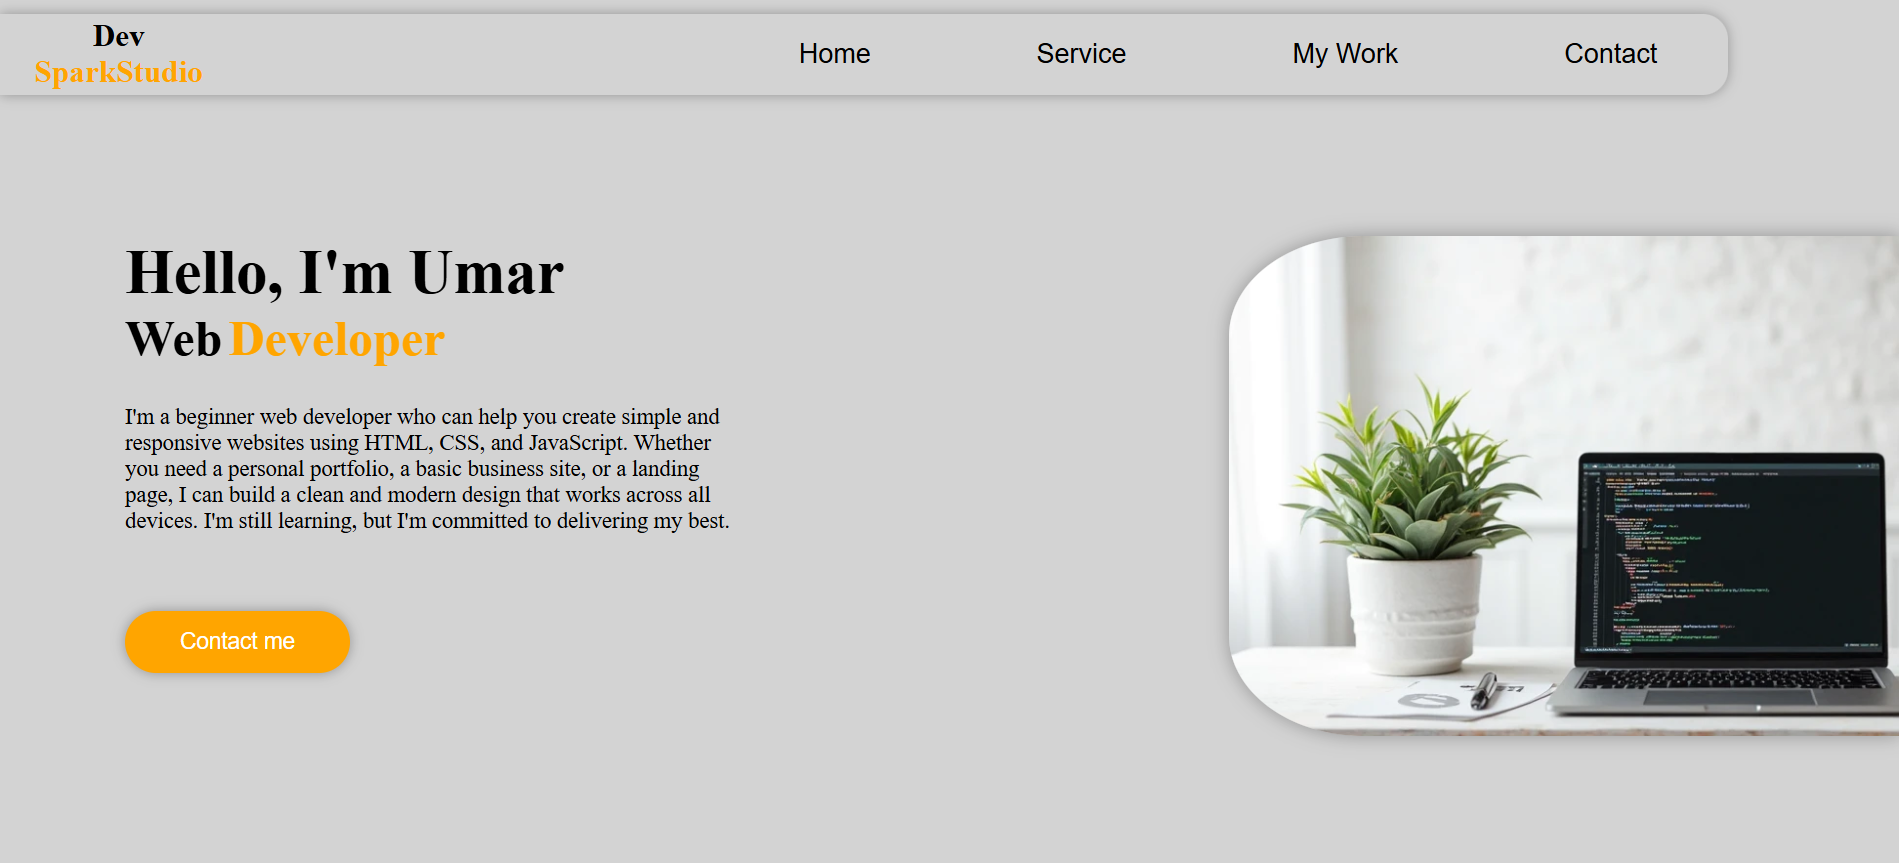 Dev
SparkStudio
Home Service My Work Contact
Hello, I'm Umar
Web Developer
I'm a beginner web developer who can help you create simple and
responsive websites using HTML, CSS, and JavaScript. Whether
you need a personal portfolio, a basic business site, or a landing
page, I can build a clean and modern design that works across all
devices. I'm still learning, but I'm committed to delivering my best.
Contact me